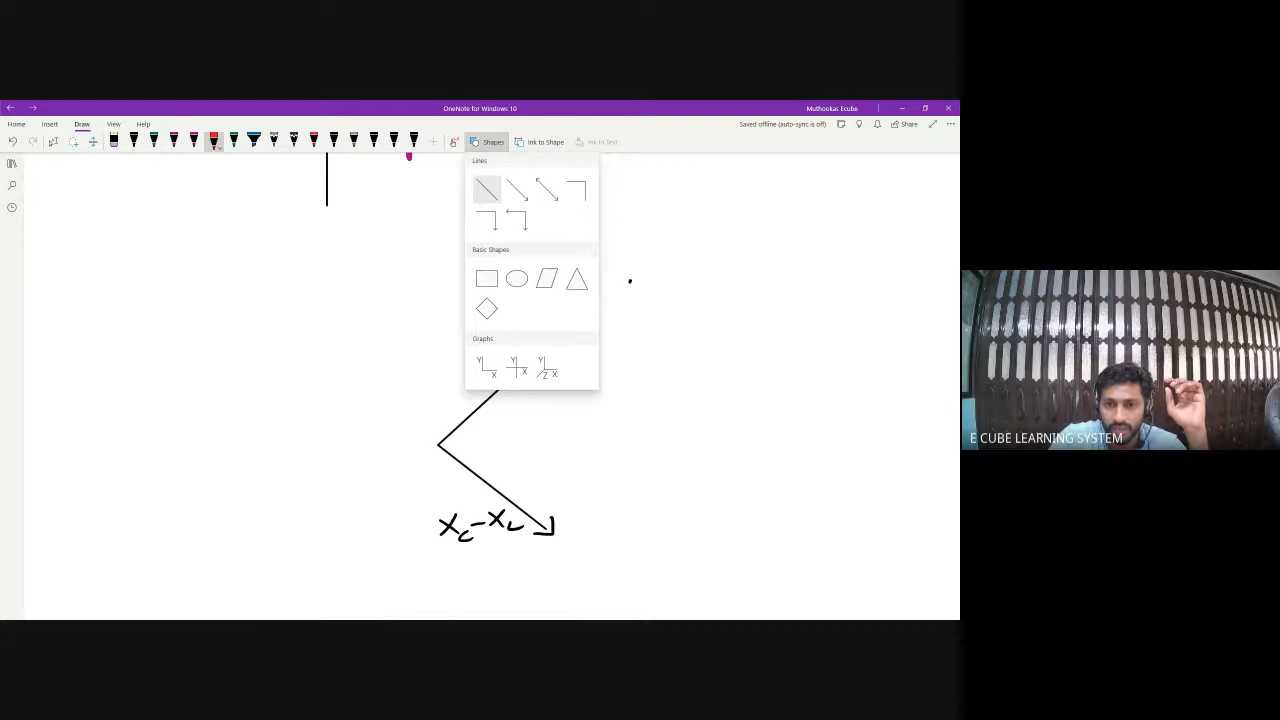 OneNote for Windows 10
Muthookas Ecube
Home Insert Draw View Help
Saved offline (auto-sync is off)
Share
Shapes
Ink to Shape
Ink to Text
Lines
Basic Shapes
Graphs
Y X Y X Y Z X
X_C - X_L
E CUBE LEARNING SYSTEM